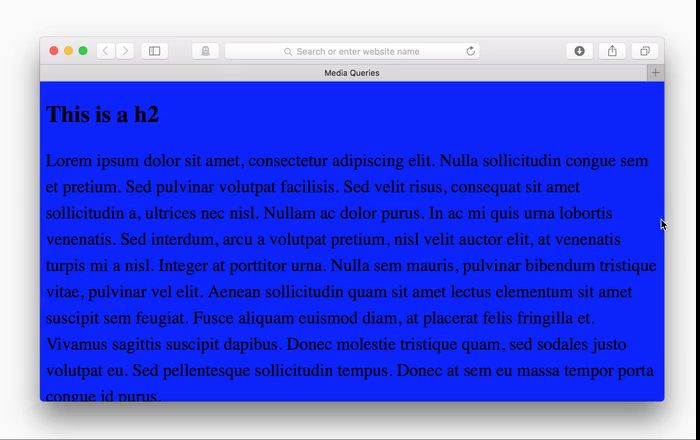 Search or enter website name
Media Queries
This is a h2
Lorem ipsum dolor sit amet, consectetur adipiscing elit. Nulla sollicitudin congue sem
et pretium. Sed pulvinar volutpat facilisis. Sed velit risus, consequat sit amet
sollicitudin a, ultrices nec nisl. Nullam ac dolor purus. In ac mi quis urna lobortis
venenatis. Sed interdum, arcu a volutpat pretium, nisl velit auctor elit, at venenatis
turpis mi a nisl. Integer at porttitor urna. Nulla sem mauris, pulvinar bibendum tristique
vitae, pulvinar vel elit. Aenean sollicitudin quam sit amet lectus elementum sit amet
suscipit sem feugiat. Fusce aliquam euismod diam, at placerat felis fringilla et.
Vivamus sagittis suscipit dapibus. Donec molestie tristique quam, sed sodales justo
volutpat eu. Sed pellentesque sollicitudin tempus. Donec at sem eu massa tempor porta
congue id purus.